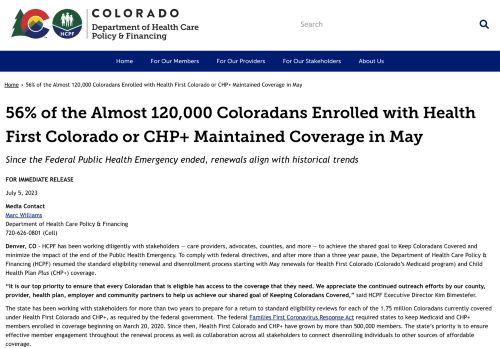 COLORADO
Department of Health Care
Policy & Financing
CO
HCPF
Search
Home
For Our Members
For Our Providers
For Our Stakeholders
About Us
Home › 56% of the Almost 120,000 Coloradans Enrolled with Health First Colorado or CHP+ Maintained Coverage in May
56% of the Almost 120,000 Coloradans Enrolled with Health
First Colorado or CHP+ Maintained Coverage in May
Since the Federal Public Health Emergency ended, renewals align with historical trends
FOR IMMEDIATE RELEASE
July 5, 2023
Media Contact
Marc Williams
Department of Health Care Policy & Financing
720-626-0801 (Cell)
Denver, CO - HCPF has been working diligently with stakeholders — care providers, advocates, counties, and more — to achieve the shared goal to Keep Coloradans Covered and
minimize the impact of the end of the Public Health Emergency. To comply with federal directives, and after more than a three year pause, the Department of Health Care Policy &
Financing (HCPF) resumed the standard eligibility renewal and disenrollment process starting with May renewals for Health First Colorado (Colorado's Medicaid program) and Child
Health Plan Plus (CHP+) coverage.
"It is our top priority to ensure that every Coloradan that is eligible has access to the coverage that they need. We appreciate the continued outreach efforts by our county,
provider, health plan, employer and community partners to help us achieve our shared goal of Keeping Coloradans Covered," said HCPF Executive Director Kim Bimestefer.
The state has been working with stakeholders for more than two years to prepare for a return to standard eligibility reviews for each of the 1.75 million Coloradans currently covered
under Health First Colorado and CHP+, as required by the federal government. The federal Families First Coronavirus Response Act required states to keep Medicaid and CHP+
members enrolled in coverage beginning on March 20, 2020. Since then, Health First Colorado and CHP+ have grown by more than 500,000 members. The state's priority is to ensure
effective member engagement throughout the renewal process as well as collaboration across all stakeholders to connect disenrolling individuals to other sources of affordable
coverage.